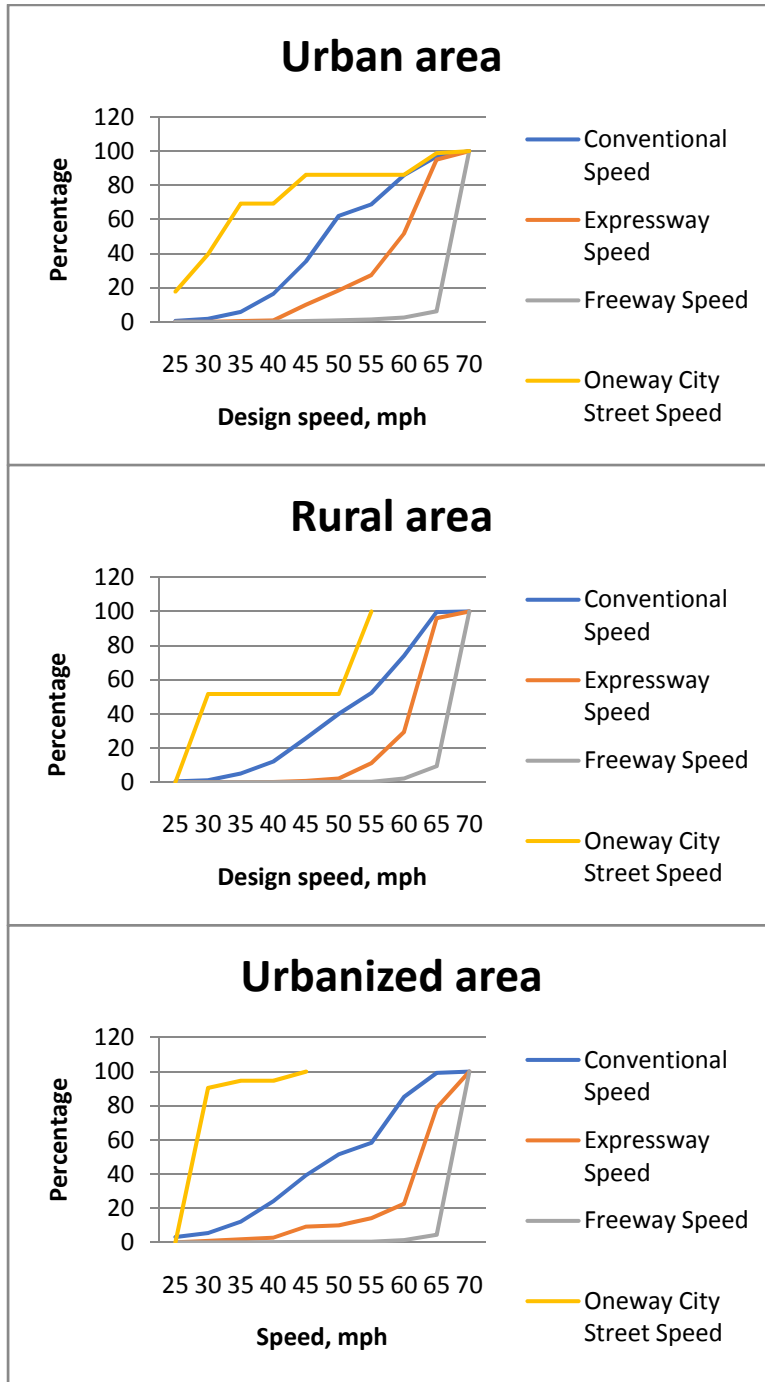 Urban area
120
100
80
60
40
20
0
Percentage
25 30 35 40 45 50 55 60 65 70
Design speed, mph
Conventional
Speed
Expressway
Speed
Freeway Speed
Oneway City
Street Speed
Rural area
120
100
80
60
40
20
0
Percentage
25 30 35 40 45 50 55 60 65 70
Design speed, mph
Conventional
Speed
Expressway
Speed
Freeway Speed
Oneway City
Street Speed
Urbanized area
120
100
80
60
40
20
0
Percentage
25 30 35 40 45 50 55 60 65 70
Speed, mph
Conventional
Speed
Expressway
Speed
Freeway Speed
Oneway City
Street Speed